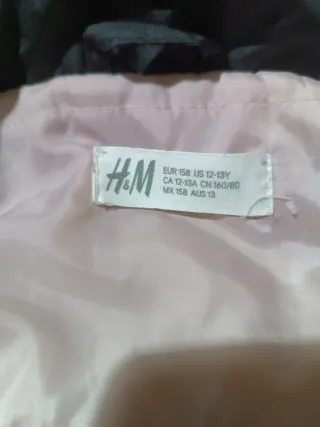 H&M
EUR 158 US 12-13Y
CA 12-13A CN 160/80
MX 158 AUS 13